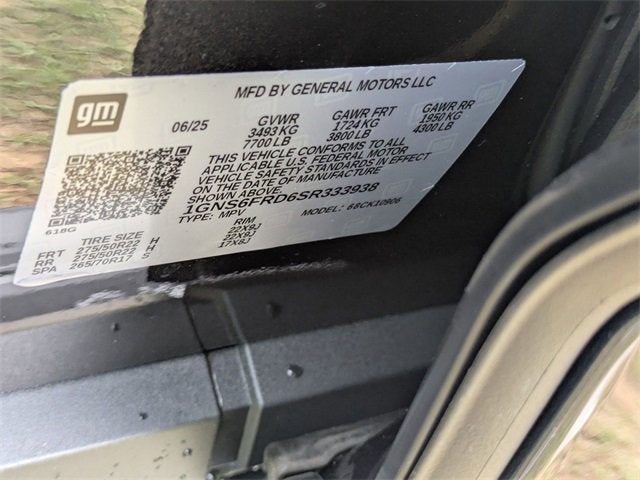 MFD BY GENERAL MOTORS LLC
gm
06/25 GVWR GAWR FRT GAWR RR
3493 KG 1724 KG 1950 KG
7700 LB 3800 LB 4300 LB
THIS VEHICLE CONFORMS TO ALL
APPLICABLE U.S. FEDERAL MOTOR
VEHICLE SAFETY STANDARDS IN EFFECT
ON THE DATE OF MANUFACTURE
SHOWN ABOVE.
1GNS6FRD6SR333938
618G
TYPE: MPV MODEL: 68CK10906
TIRE SIZE RIM
FRT 275/50R22 H 22X9J
RR 275/50R22 H 22X9J
SPA 265/70R17 S 17X8J